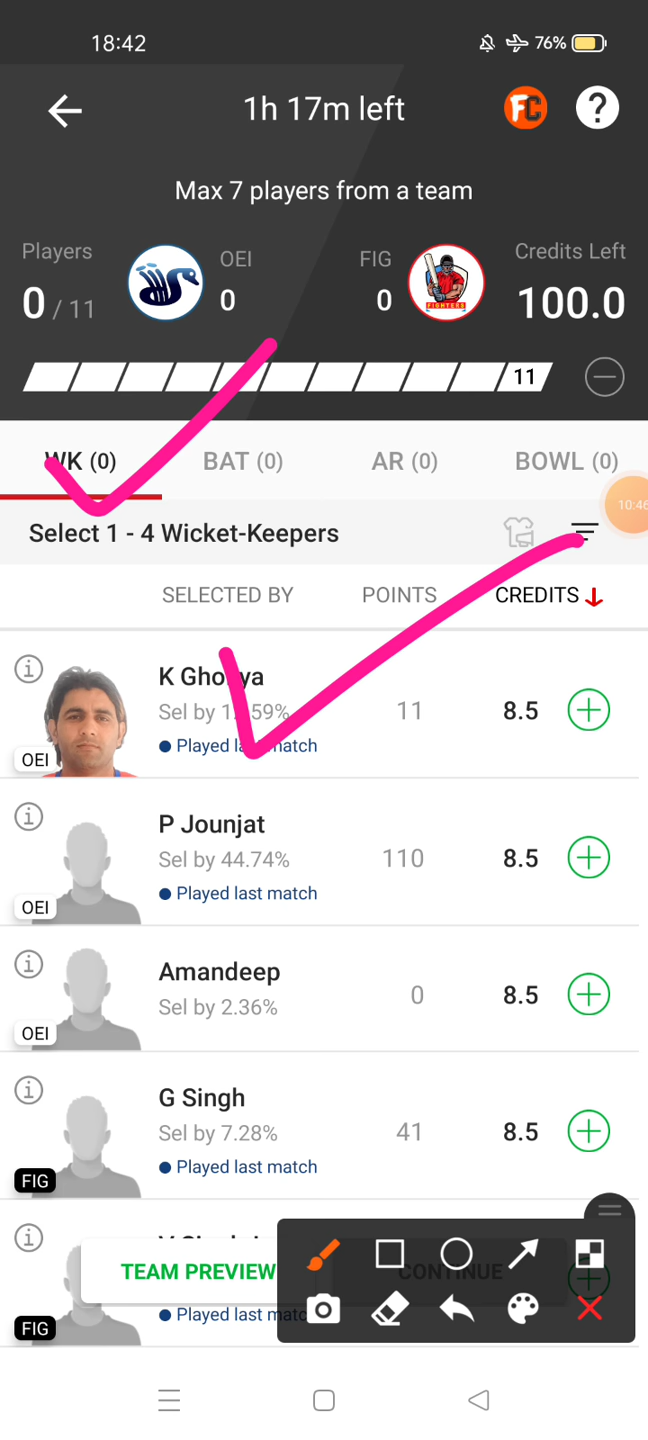 18:42
76%
1h 17m left
FC
?
Max 7 players from a team
Players
OEI
FIG
Credits Left
0 / 11
0
0
100.0
FIGHTERS
11
WK (0)
BAT (0)
AR (0)
BOWL (0)
10:46
Select 1 - 4 Wicket-Keepers
SELECTED BY
POINTS
CREDITS
K
Sel by
11
8.5
Played last match
OEI
P Jounjat
Sel by 44.74%
110
8.5
Played last match
OEI
Amandeep
Sel by 2.36%
0
8.5
OEI
G Singh
Sel by 7.28%
41
8.5
Played last match
FIG
TEAM PREVIEW
CONTINUE
Played last match
FIG